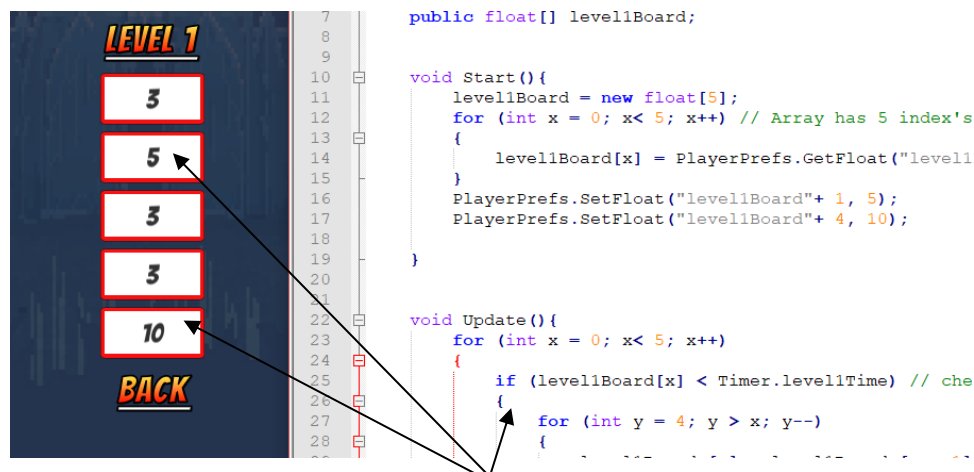 LEVEL 1
3
5
3
3
10
BACK
7 public float[] level1Board;
8
9
10 void Start(){
11 level1Board = new float[5];
12 for (int x = 0; x< 5; x++) // Array has 5 index's
13 {
14 level1Board[x] = PlayerPrefs.GetFloat("level1
15 }
16 PlayerPrefs.SetFloat("level1Board"+ 1, 5);
17 PlayerPrefs.SetFloat("level1Board"+ 4, 10);
18
19 }
20
21
22 void Update(){
23 for (int x = 0; x< 5; x++)
24 {
25 if (level1Board[x] < Timer.level1Time) // che
26 {
27 for (int y = 4; y > x; y--)
28 {